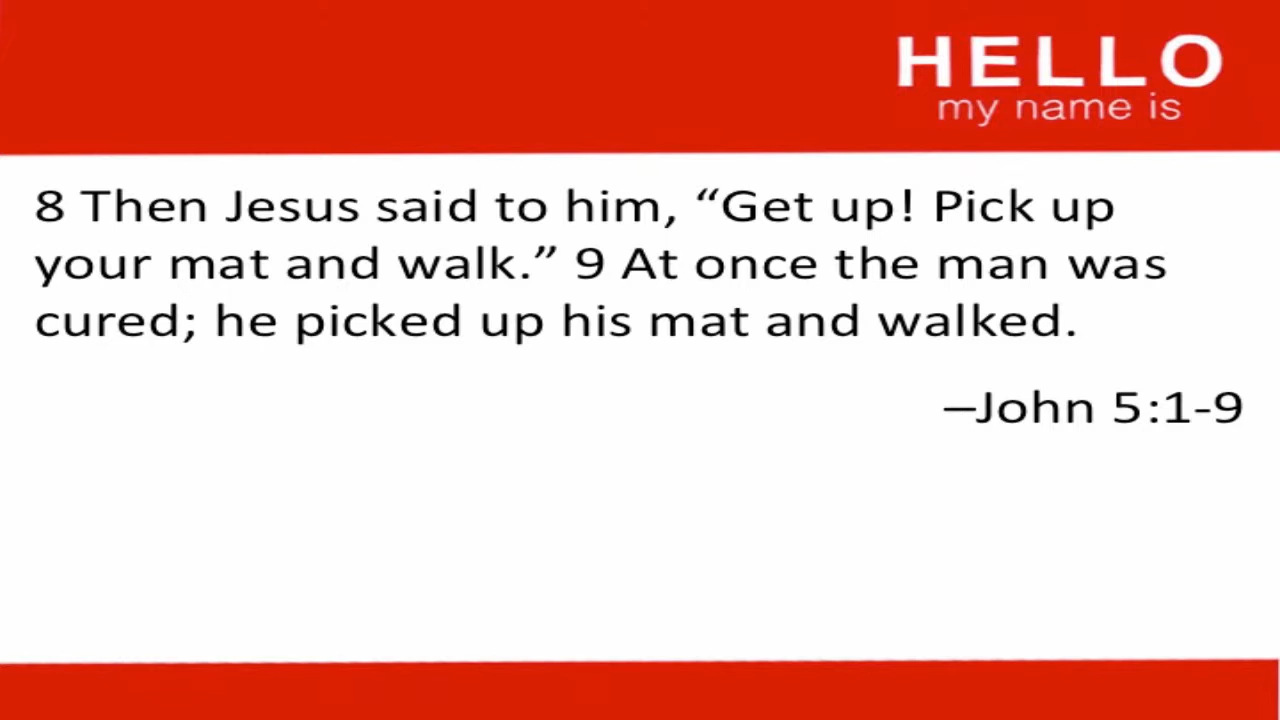 HELLO
my name is
8 Then Jesus said to him, “Get up! Pick up
your mat and walk.” 9 At once the man was
cured; he picked up his mat and walked.
–John 5:1-9